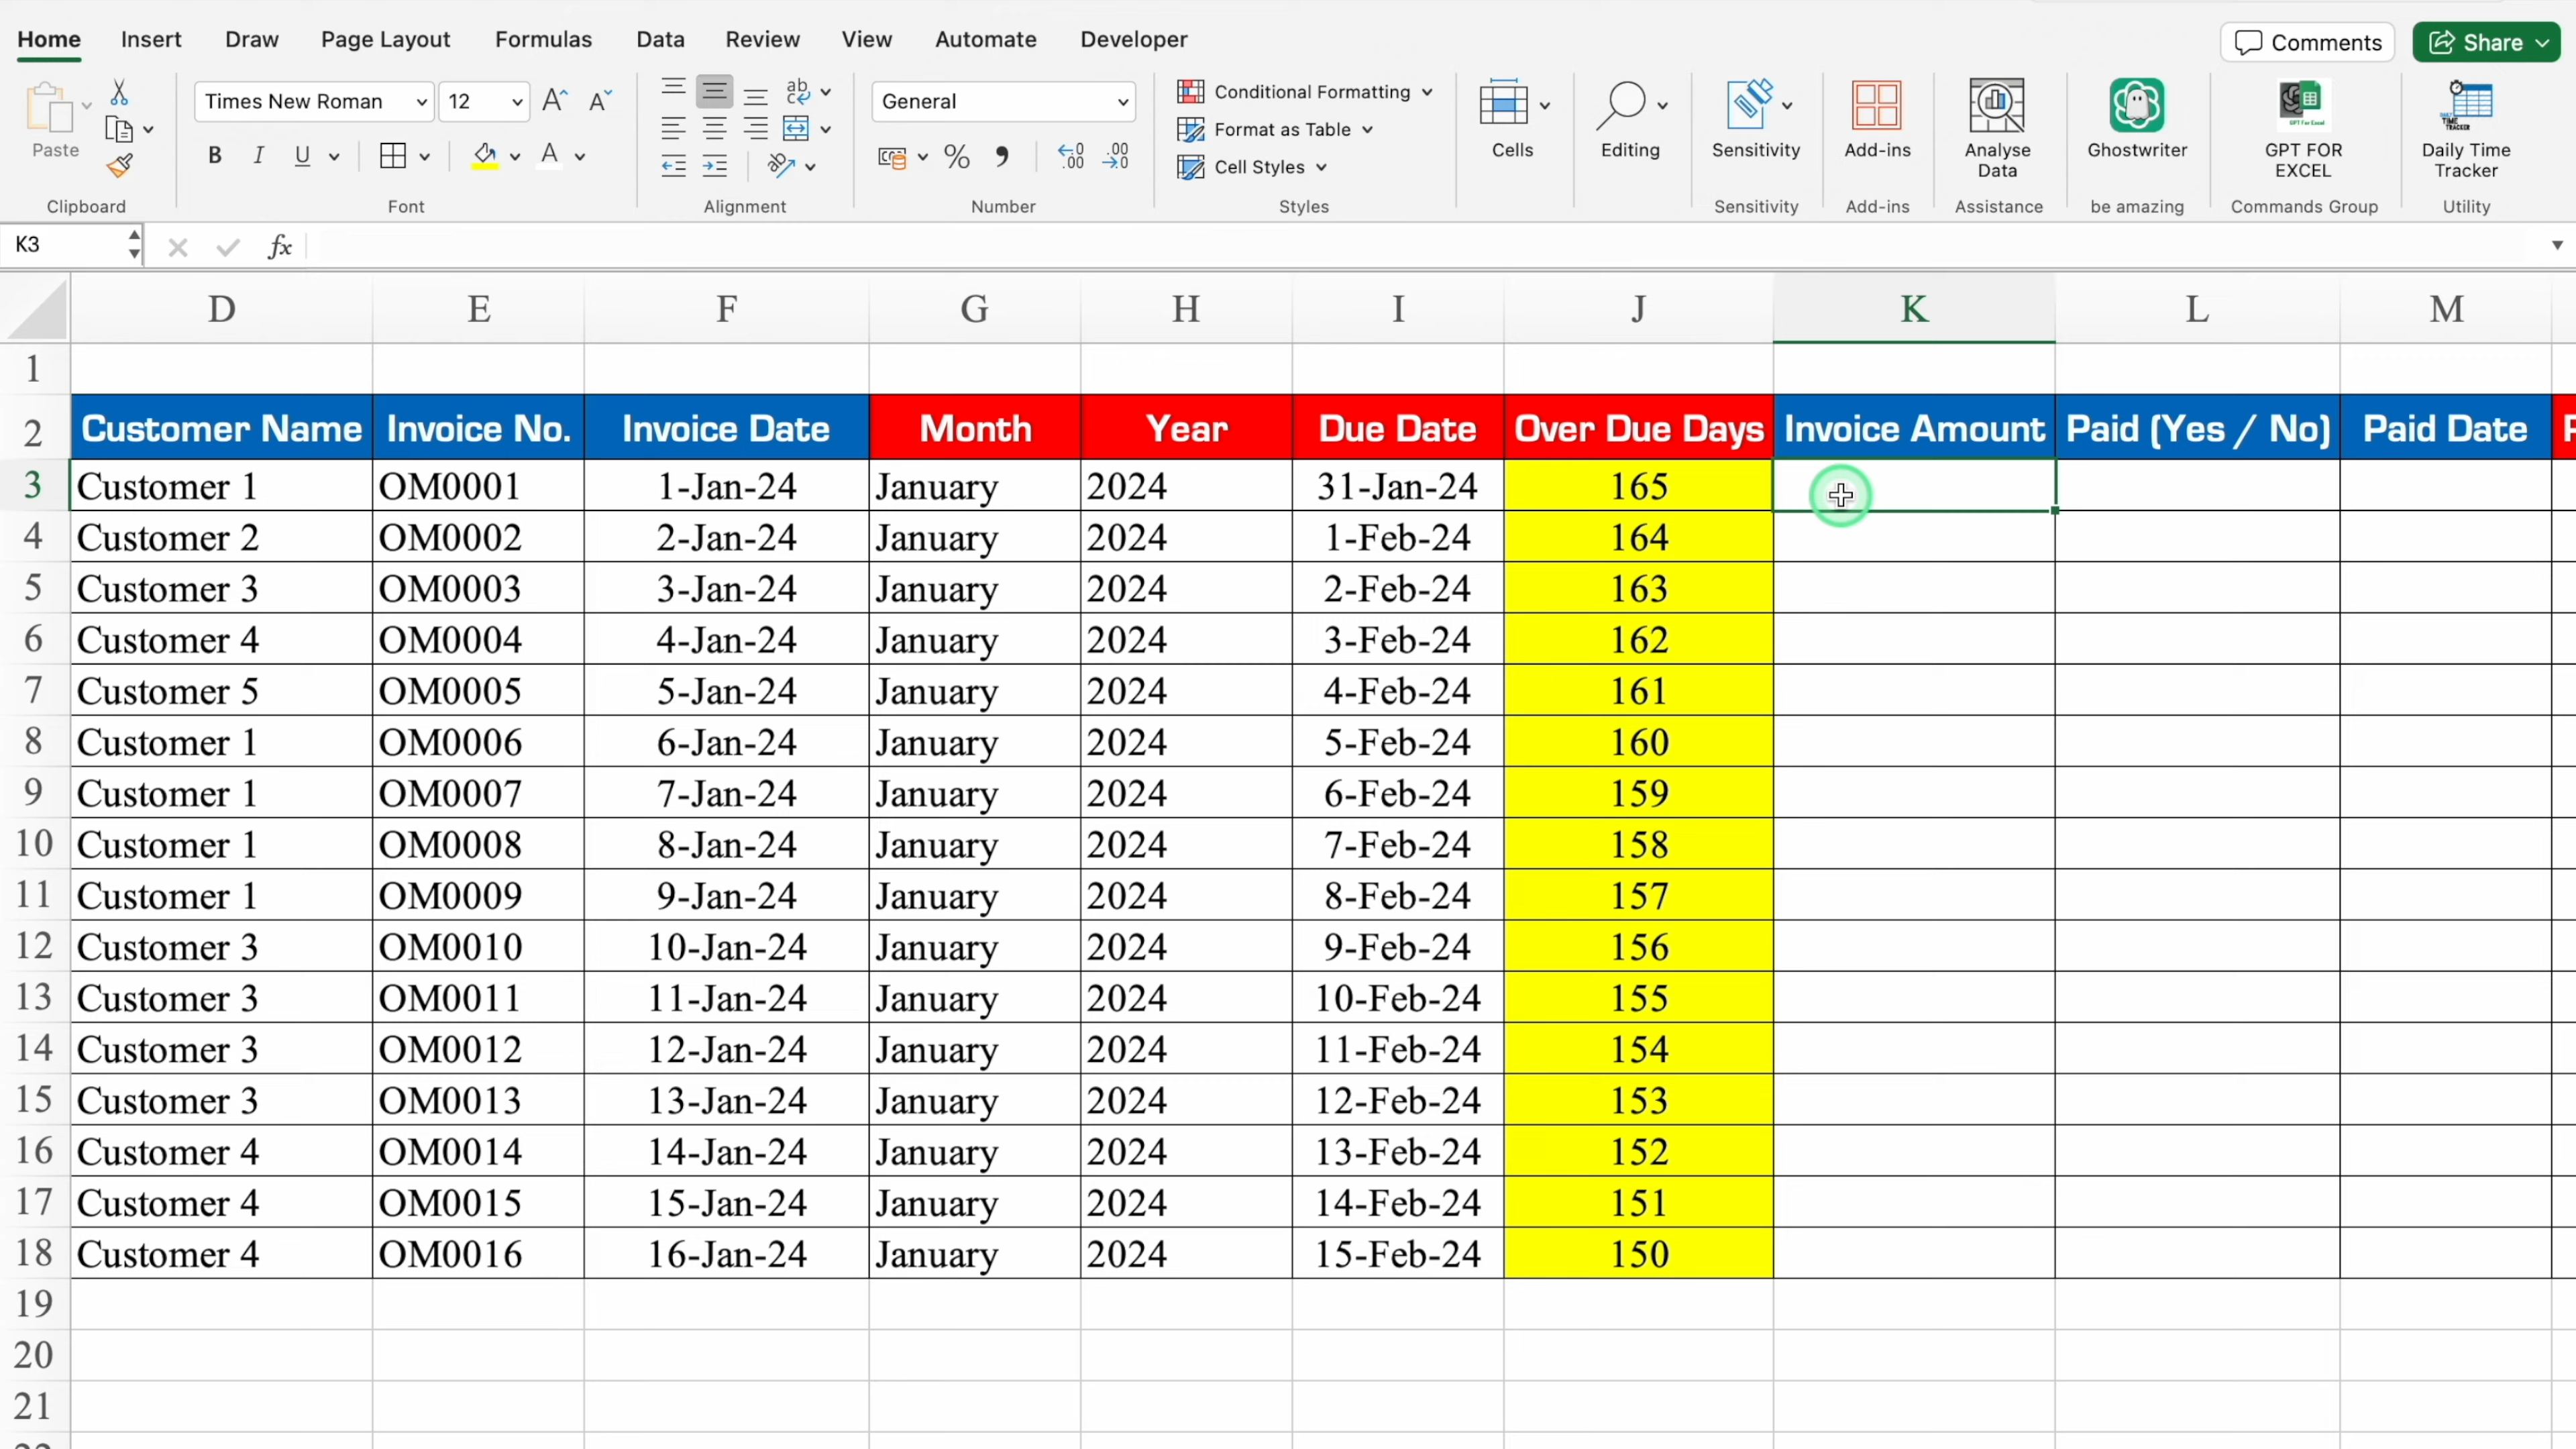 Home Insert Draw Page Layout Formulas Data Review View Automate Developer Comments Share
Paste
Clipboard
Times New Roman 12
B I U A
Font
ab
Alignment
General
% .00
Number
Conditional Formatting
Format as Table
Cell Styles
Styles
Cells
Editing
Sensitivity
Sensitivity
Add-ins
Add-ins
Analyse
Data
Assistance
Ghostwriter
be amazing
GPT FOR
EXCEL
Commands Group
Daily Time
Tracker
Utility
K3 fx
D E F G H I J K L M
1
2 Customer Name Invoice No. Invoice Date Month Year Due Date Over Due Days Invoice Amount Paid (Yes / No) Paid Date
3 Customer 1 OM0001 1-Jan-24 January 2024 31-Jan-24 165
4 Customer 2 OM0002 2-Jan-24 January 2024 1-Feb-24 164
5 Customer 3 OM0003 3-Jan-24 January 2024 2-Feb-24 163
6 Customer 4 OM0004 4-Jan-24 January 2024 3-Feb-24 162
7 Customer 5 OM0005 5-Jan-24 January 2024 4-Feb-24 161
8 Customer 1 OM0006 6-Jan-24 January 2024 5-Feb-24 160
9 Customer 1 OM0007 7-Jan-24 January 2024 6-Feb-24 159
10 Customer 1 OM0008 8-Jan-24 January 2024 7-Feb-24 158
11 Customer 1 OM0009 9-Jan-24 January 2024 8-Feb-24 157
12 Customer 3 OM0010 10-Jan-24 January 2024 9-Feb-24 156
13 Customer 3 OM0011 11-Jan-24 January 2024 10-Feb-24 155
14 Customer 3 OM0012 12-Jan-24 January 2024 11-Feb-24 154
15 Customer 3 OM0013 13-Jan-24 January 2024 12-Feb-24 153
16 Customer 4 OM0014 14-Jan-24 January 2024 13-Feb-24 152
17 Customer 4 OM0015 15-Jan-24 January 2024 14-Feb-24 151
18 Customer 4 OM0016 16-Jan-24 January 2024 15-Feb-24 150
19
20
21